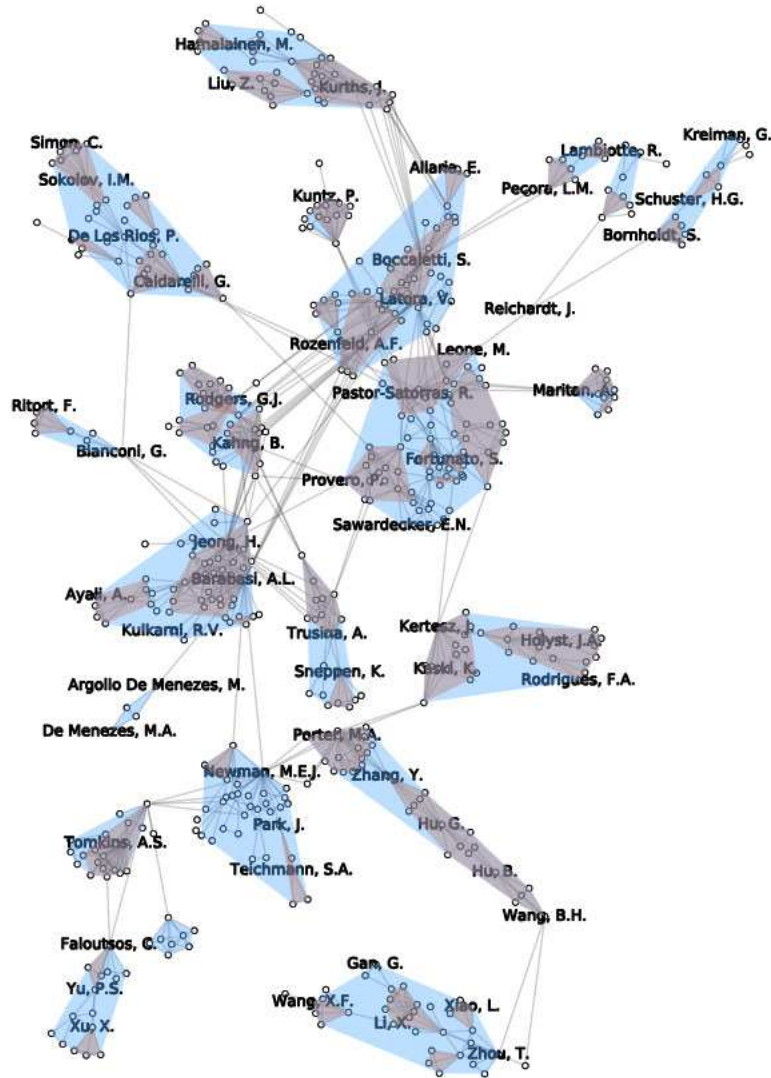 Hamalainen, M.
Liu, Z.
Kurths, J.
Kreiman, G.
Simon, C.
Lambiotte, R.
Allaria, E.
Sokolov, I.M.
Kuntz, P.
Pecora, L.M.
Schuster, H.G.
De Los Rios, P.
Bornholdt, S.
Boccaletti, S.
Caldarelli, G.
Latora, V.
Reichardt, J.
Rozenfeld, A.F.
Leone, M.
Pastor-Satorras, R.
Maritan, A.
Rodgers, G.J.
Ritort, F.
Kahng, B.
Bianconi, G.
Fortunato, S.
Provero, P.
Sawardecker, E.N.
Jeong, H.
Barabasi, A.L.
Ayali, A.
Kulkarni, R.V.
Trusina, A.
Kertesz, J.
Holyst, J.A.
Sneppen, K.
Kaski, K.
Rodrigues, F.A.
Argollo De Menezes, M.
De Menezes, M.A.
Porter, M.A.
Newman, M.E.J.
Zhang, Y.
Park, J.
Hu, G.
Tomkins, A.S.
Teichmann, S.A.
Hu, B.
Wang, B.H.
Faloutsos, C.
Gan, G.
Yu, P.S.
Wang, X.F.
Xiao, L.
Xu, X.
Li, X.
Zhou, T.